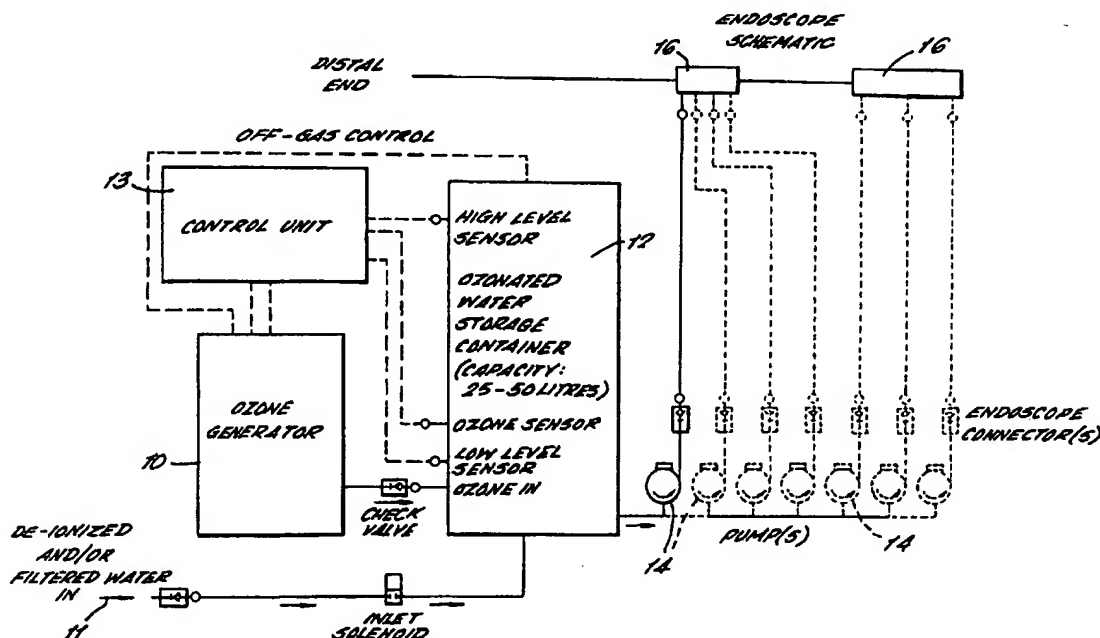 ENDOSCOPE
SCHEMATIC
16
16
DISTAL
END
OFF-GAS CONTROL
13
CONTROL UNIT
HIGH LEVEL
SENSOR
12
OZONATED
WATER
STORAGE
CONTAINER
(CAPACITY:
25-50 LITRES)
OZONE
GENERATOR
10
OZONE SENSOR
LOW LEVEL
SENSOR
OZONE IN
CHECK
VALVE
ENDOSCOPE
CONNECTOR(S)
14
PUMP(S)
14
DE-IONIZED
AND/OR
FILTERED WATER
IN
11
INLET
SOLENOID